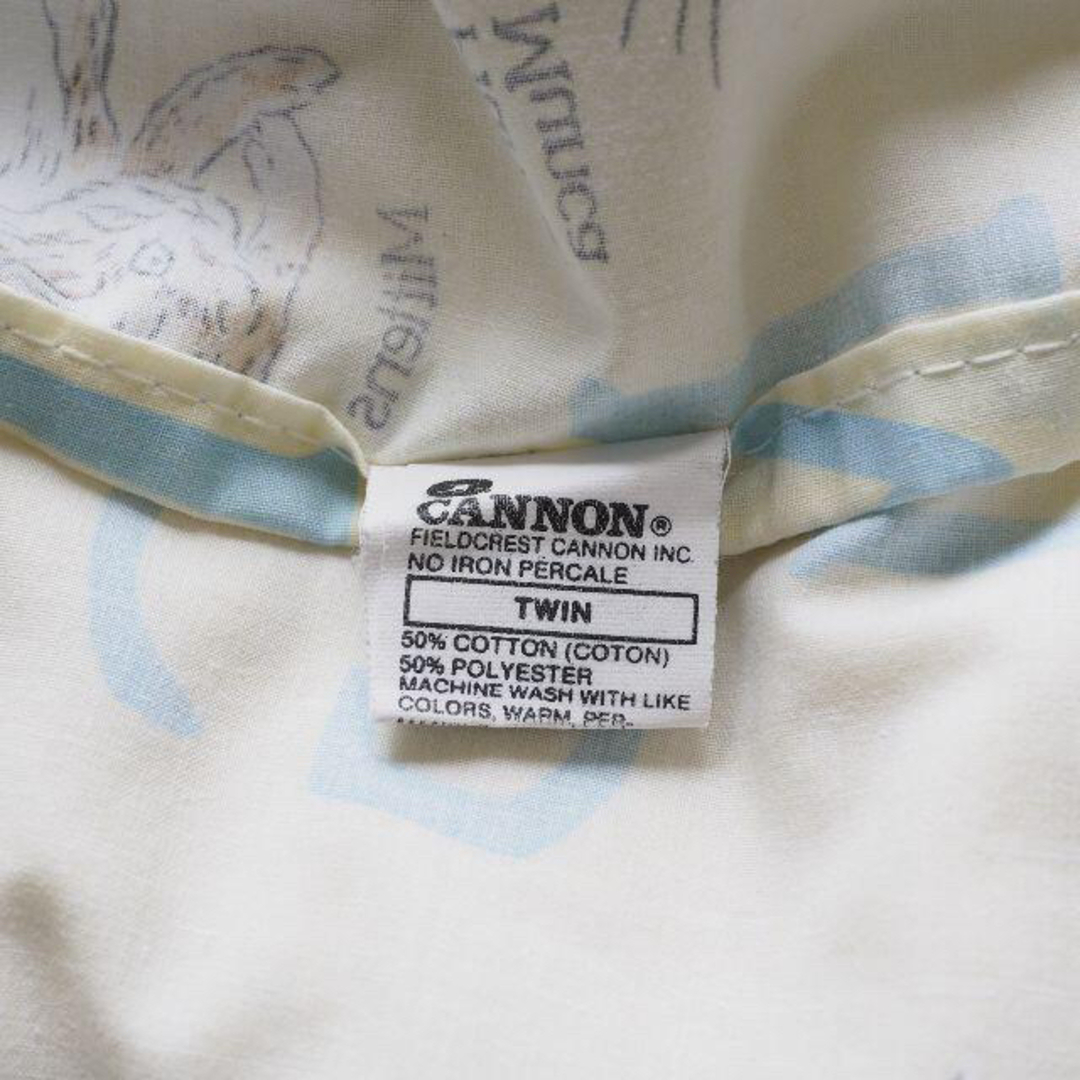 CANNON®
FIELDCREST CANNON INC.
NO IRON PERCALE
TWIN
50% COTTON (COTON)
50% POLYESTER
MACHINE WASH WITH LIKE
COLORS, WARM, PER-